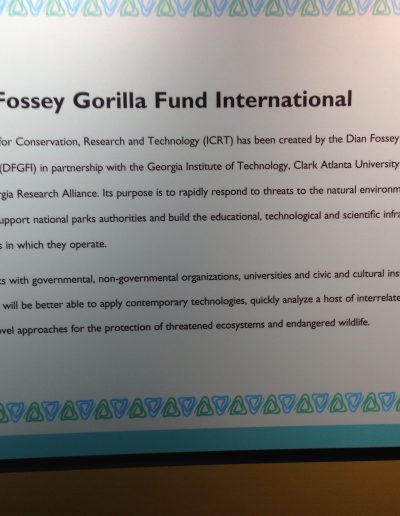 Fossey Gorilla Fund International
for Conservation, Research and Technology (ICRT) has been created by the Dian Fossey
(DFGFI) in partnership with the Georgia Institute of Technology, Clark Atlanta University
gia Research Alliance. Its purpose is to rapidly respond to threats to the natural environm
upport national parks authorities and build the educational, technological and scientific infra
s in which they operate.
ks with governmental, non-governmental organizations, universities and civic and cultural ins
will be better able to apply contemporary technologies, quickly analyze a host of interrelate
ovel approaches for the protection of threatened ecosystems and endangered wildlife.